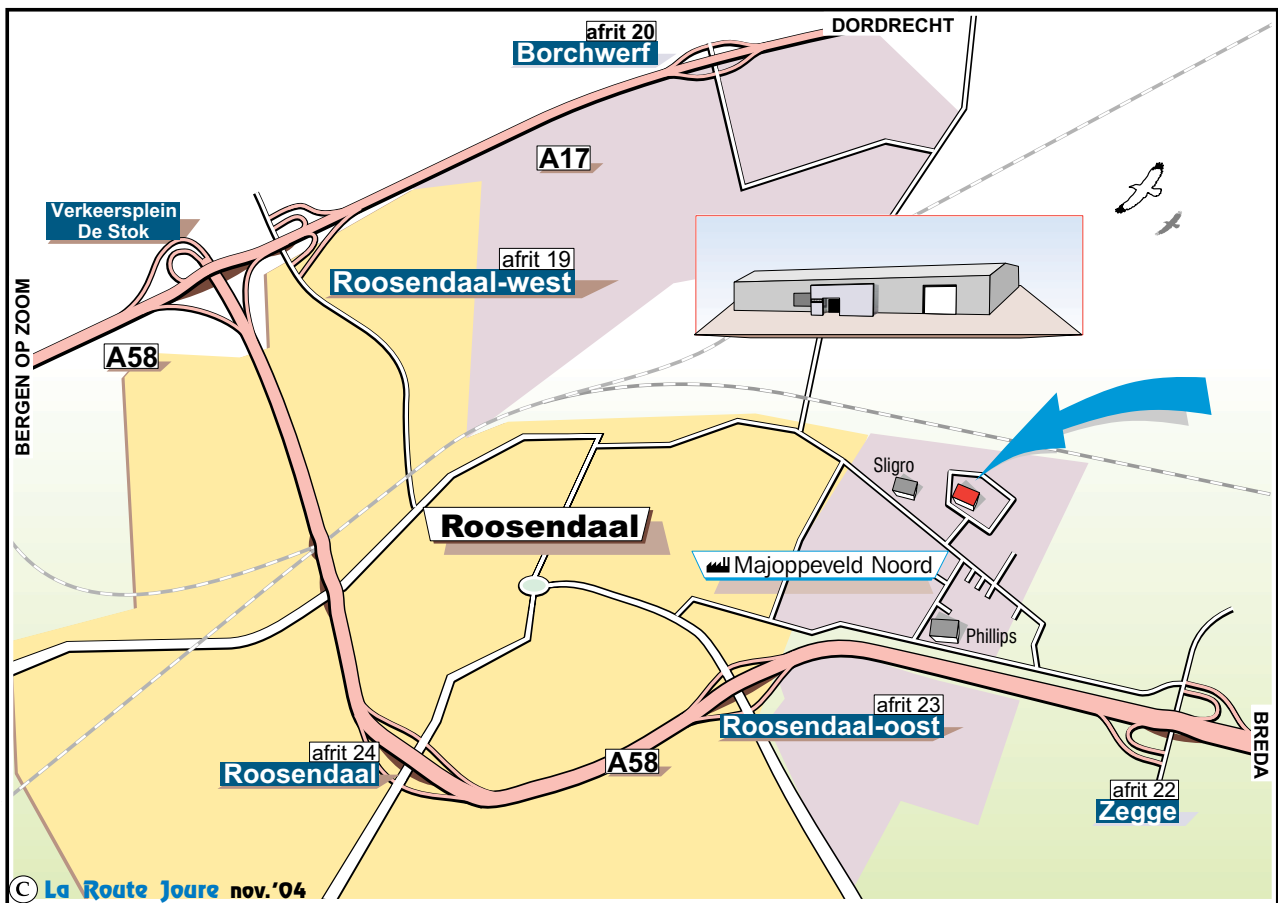 DORDRECHT
afrit 20
Borchwerf
A17
Verkeersplein
De Stok
afrit 19
Roosendaal-west
BERGEN OP ZOOM
A58
Sligro
Roosendaal
Majoppeveld Noord
Phillips
afrit 23
Roosendaal-oost
BREDA
afrit 24
Roosendaal
A58
afrit 22
Zegge
© La Route Joure nov.'04